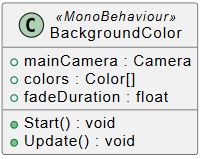 C «MonoBehaviour»
BackgroundColor
mainCamera : Camera
colors : Color[]
fadeDuration : float
Start() : void
Update() : void